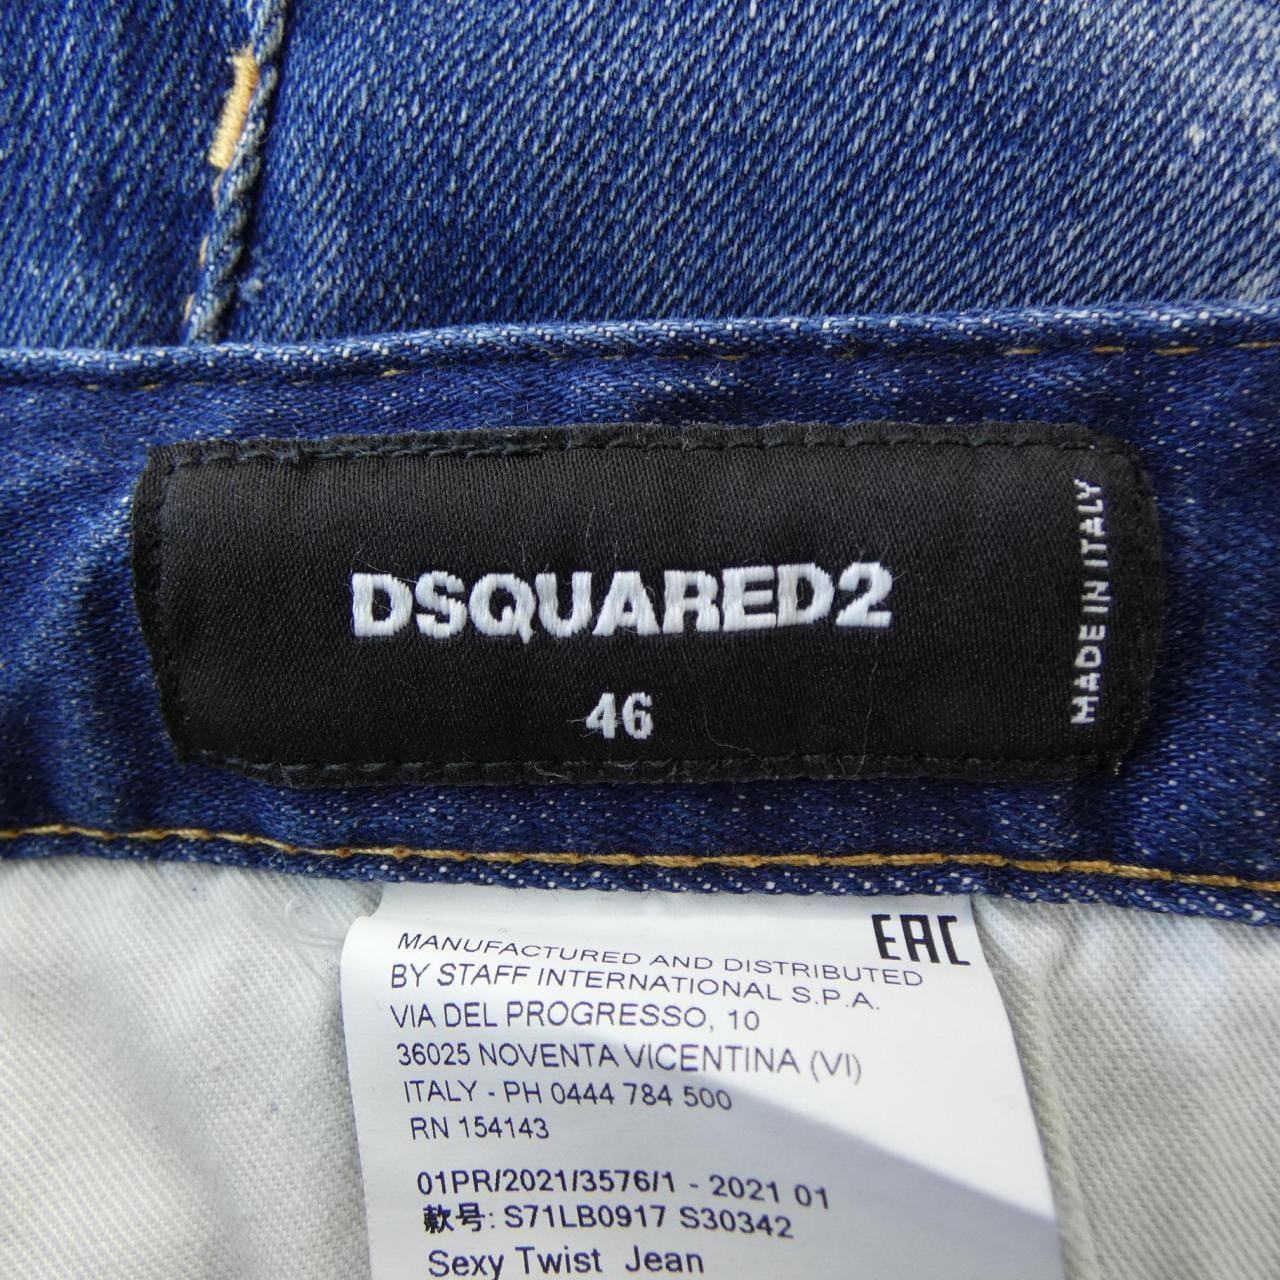 DSQUARED2
46
MADE IN ITALY
EAC
MANUFACTURED AND DISTRIBUTED
BY STAFF INTERNATIONAL S.P.A.
VIA DEL PROGRESSO, 10
36025 NOVENTA VICENTINA (VI)
ITALY - PH 0444 784 500
RN 154143
01PR/2021/3576/1 - 2021 01
款号: S71LB0917 S30342
Sexy Twist Jean